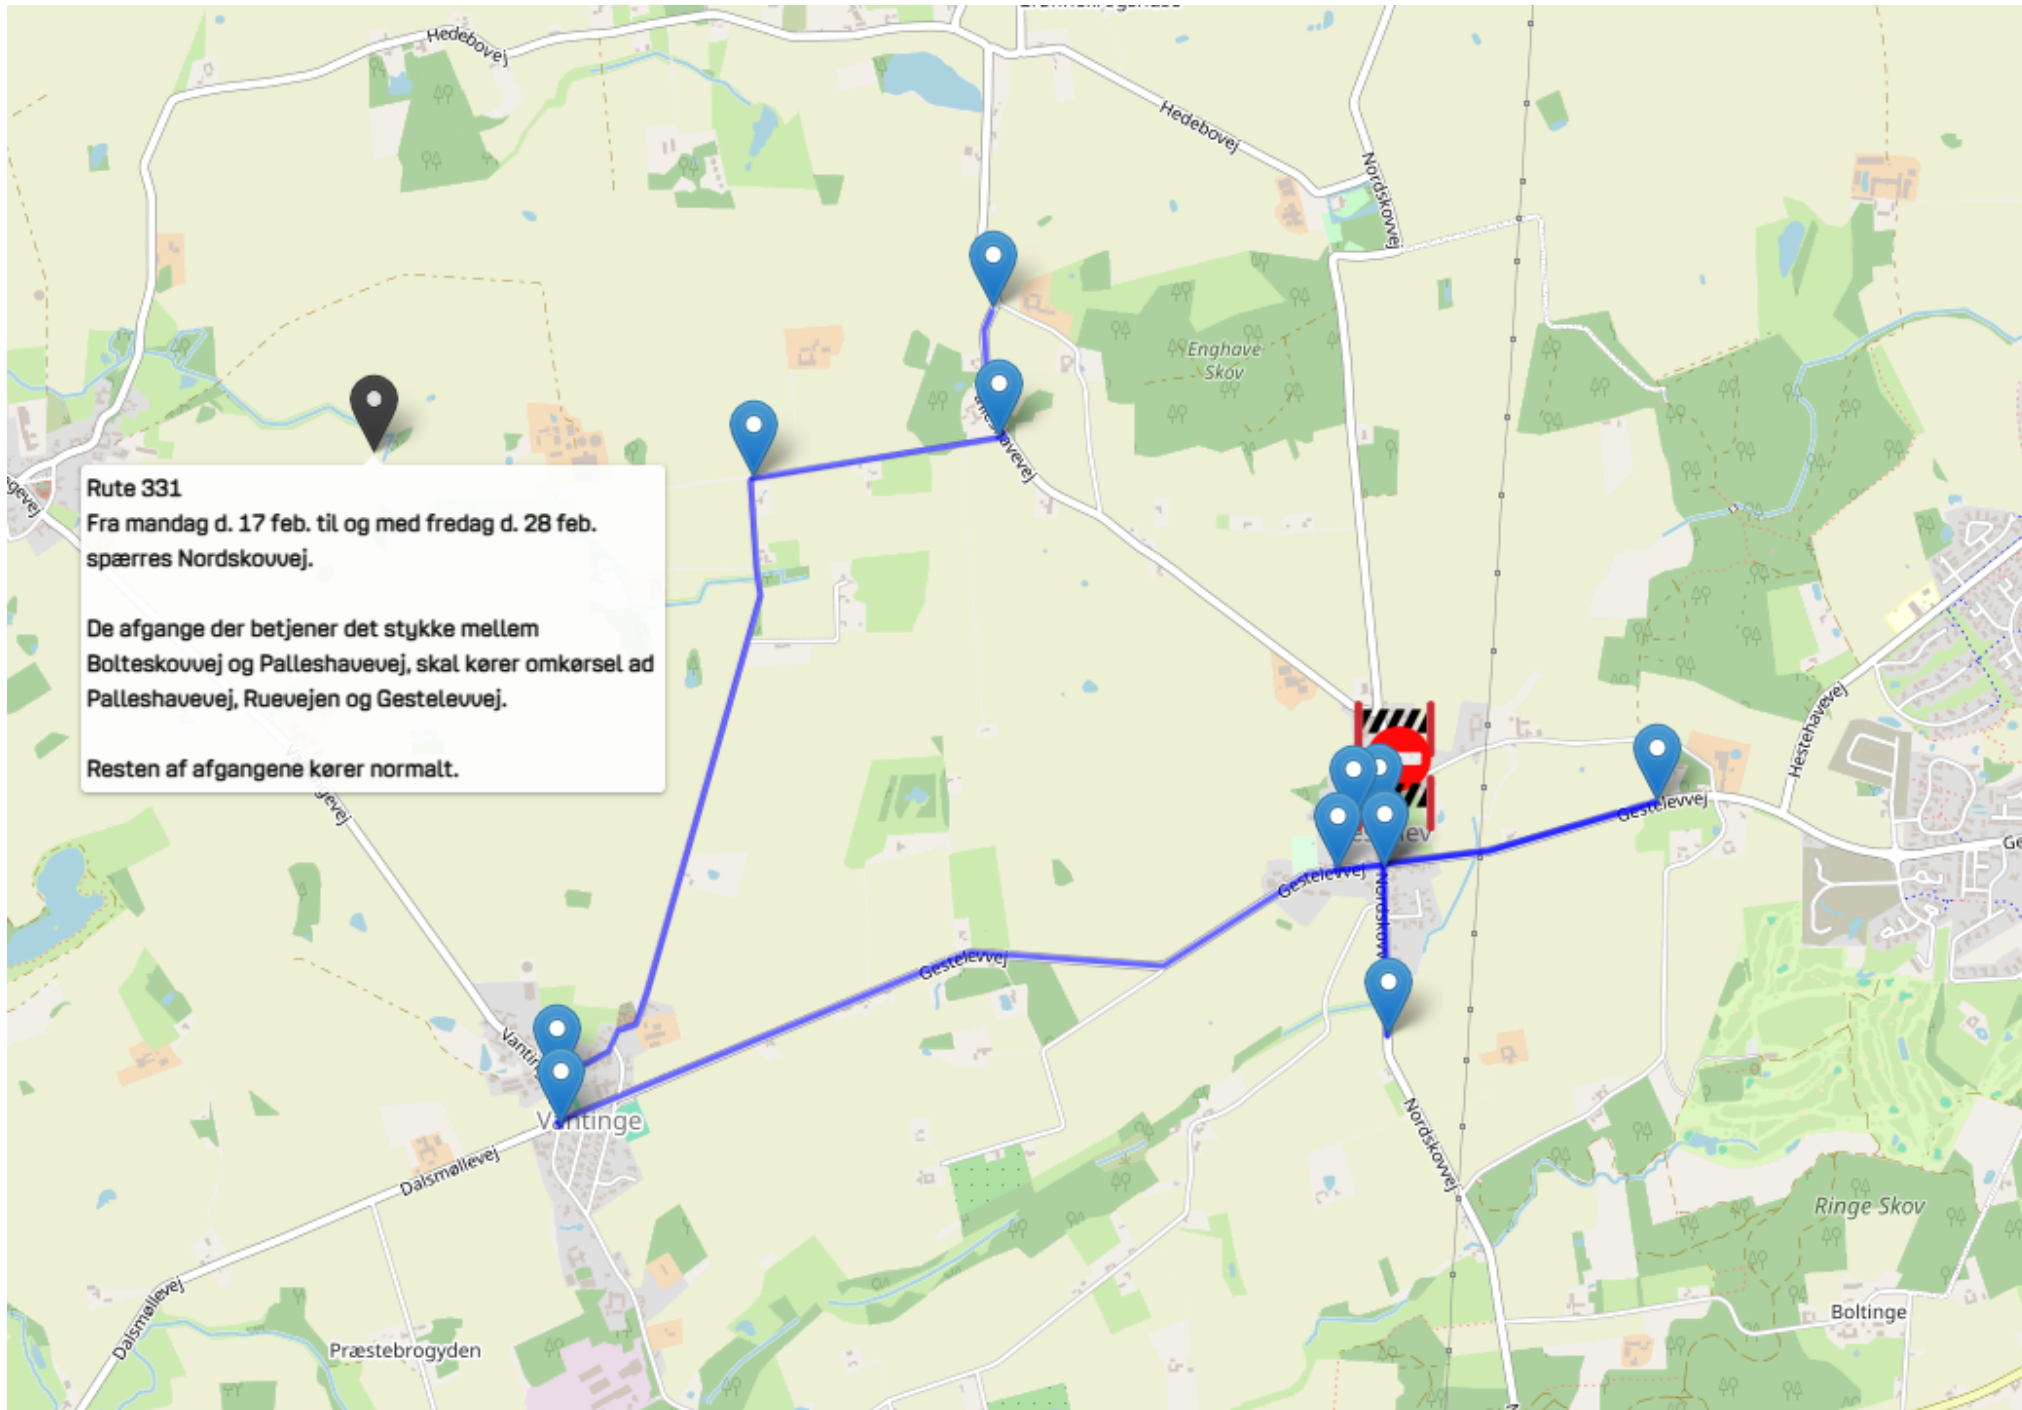 Hedebovej
Hedebovej
Nordskovvej
Enghave
Skov
Rute 331
Fra mandag d. 17 feb. til og med fredag d. 28 feb.
spærres Nordskovvej.
De afgange der betjener det stykke mellem
Bolteskovvej og Palleshavevej, skal kører omkørsel ad
Palleshavevej, Ruevejen og Gestelevvej.
Resten af afgangene kører normalt.
Hestehavevej
Gestelevvej
Gestelevvej
Nordskovv
Gestelevvej
Vantinge
Dalsmøllevej
Nordskovvej
Ringe Skov
Dalsmøllevej
Boltinge
Præstebrogyden